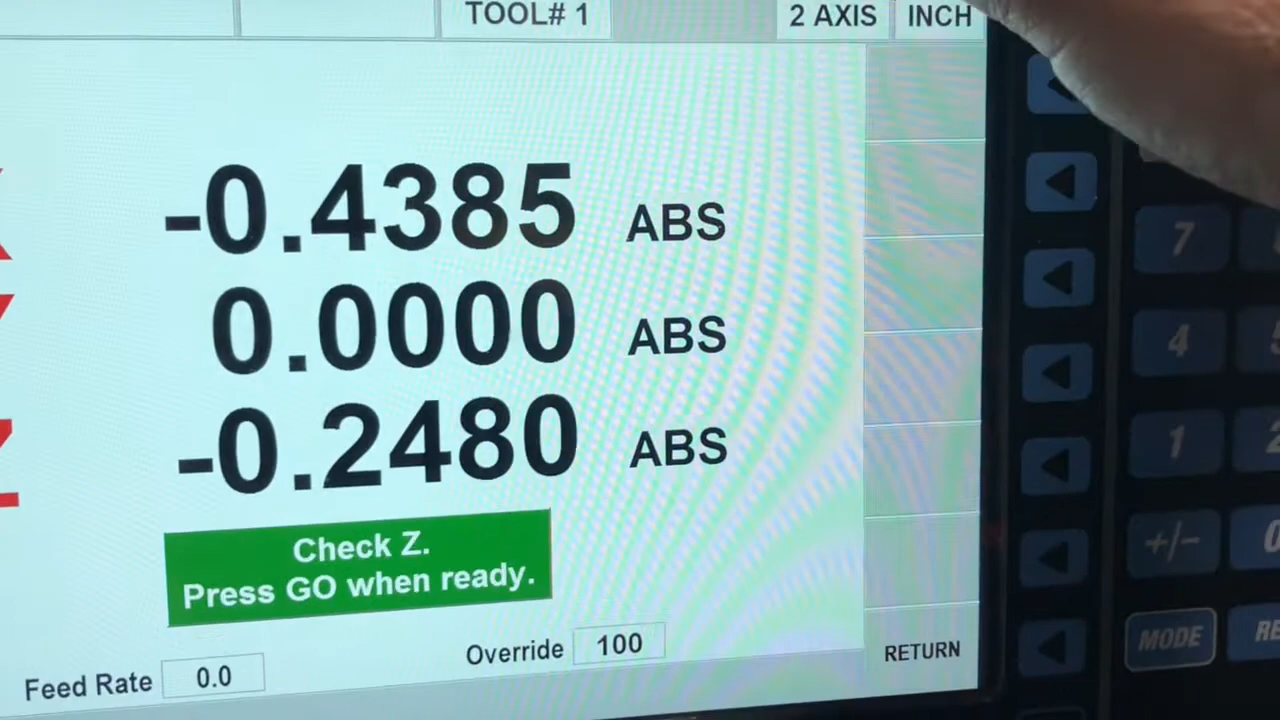 TOOL# 1 2 AXIS INCH
-0.4385 ABS
0.0000 ABS
-0.2480 ABS
Check Z.
Press GO when ready.
Feed Rate 0.0 Override 100 RETURN
7
4
1
+/-
MODE